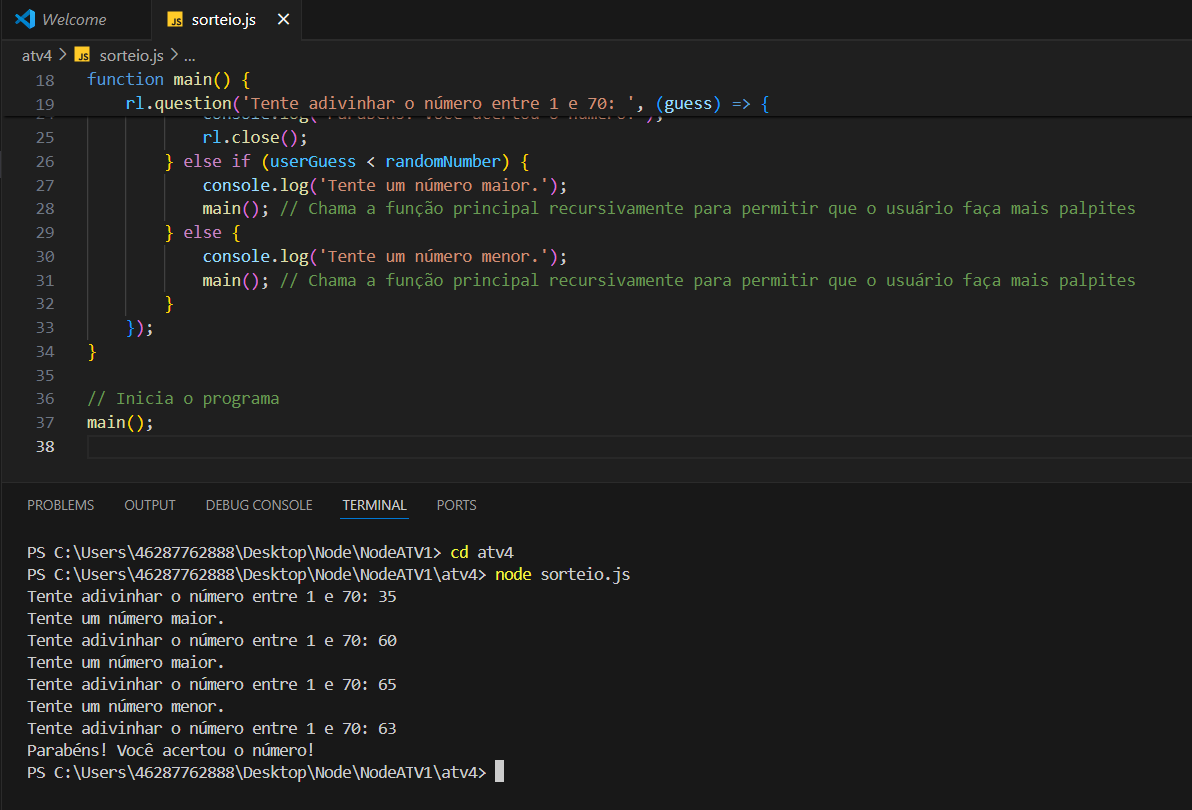 Welcome
JS sorteio.js ×
atv4 > JS sorteio.js > ...
18 function main() {
19 rl.question('Tente adivinhar o número entre 1 e 70: ', (guess) => {
25 rl.close();
26 } else if (userGuess < randomNumber) {
27 console.log('Tente um número maior.');
28 main(); // Chama a função principal recursivamente para permitir que o usuário faça mais palpites
29 } else {
30 console.log('Tente um número menor.');
31 main(); // Chama a função principal recursivamente para permitir que o usuário faça mais palpites
32 }
33 });
34 }
35
36 // Inicia o programa
37 main();
38
PROBLEMS OUTPUT DEBUG CONSOLE TERMINAL PORTS
PS C:\Users\46287762888\Desktop\Node\NodeATV1> cd atv4
PS C:\Users\46287762888\Desktop\Node\NodeATV1\atv4> node sorteio.js
Tente adivinhar o número entre 1 e 70: 35
Tente um número maior.
Tente adivinhar o número entre 1 e 70: 60
Tente um número maior.
Tente adivinhar o número entre 1 e 70: 65
Tente um número menor.
Tente adivinhar o número entre 1 e 70: 63
Parabéns! Você acertou o número!
PS C:\Users\46287762888\Desktop\Node\NodeATV1\atv4>